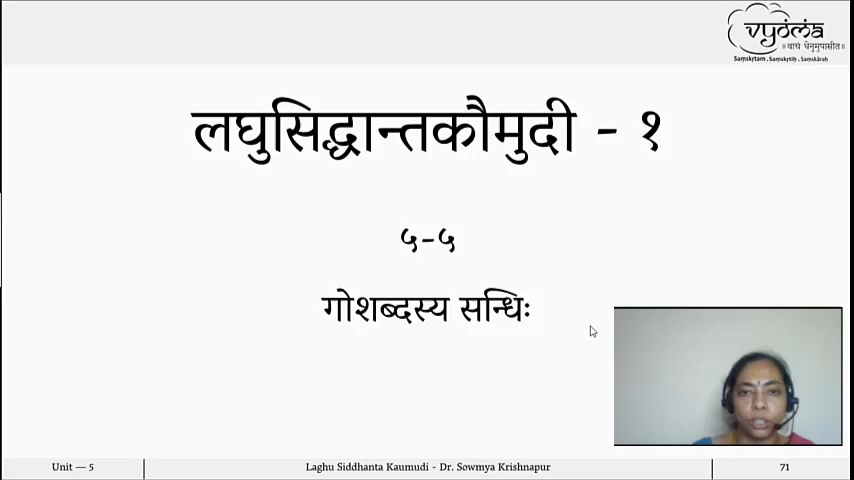 vyoma
॥ वाचं धेनुमुपासीत॥
Saṃskṛtam . Saṃskṛtiḥ . Saṃskāraḥ
लघुसिद्धान्तकौमुदी - १
५-५
गोशब्दस्य सन्धिः
Unit — 5
Laghu Siddhanta Kaumudi - Dr. Sowmya Krishnapur
71